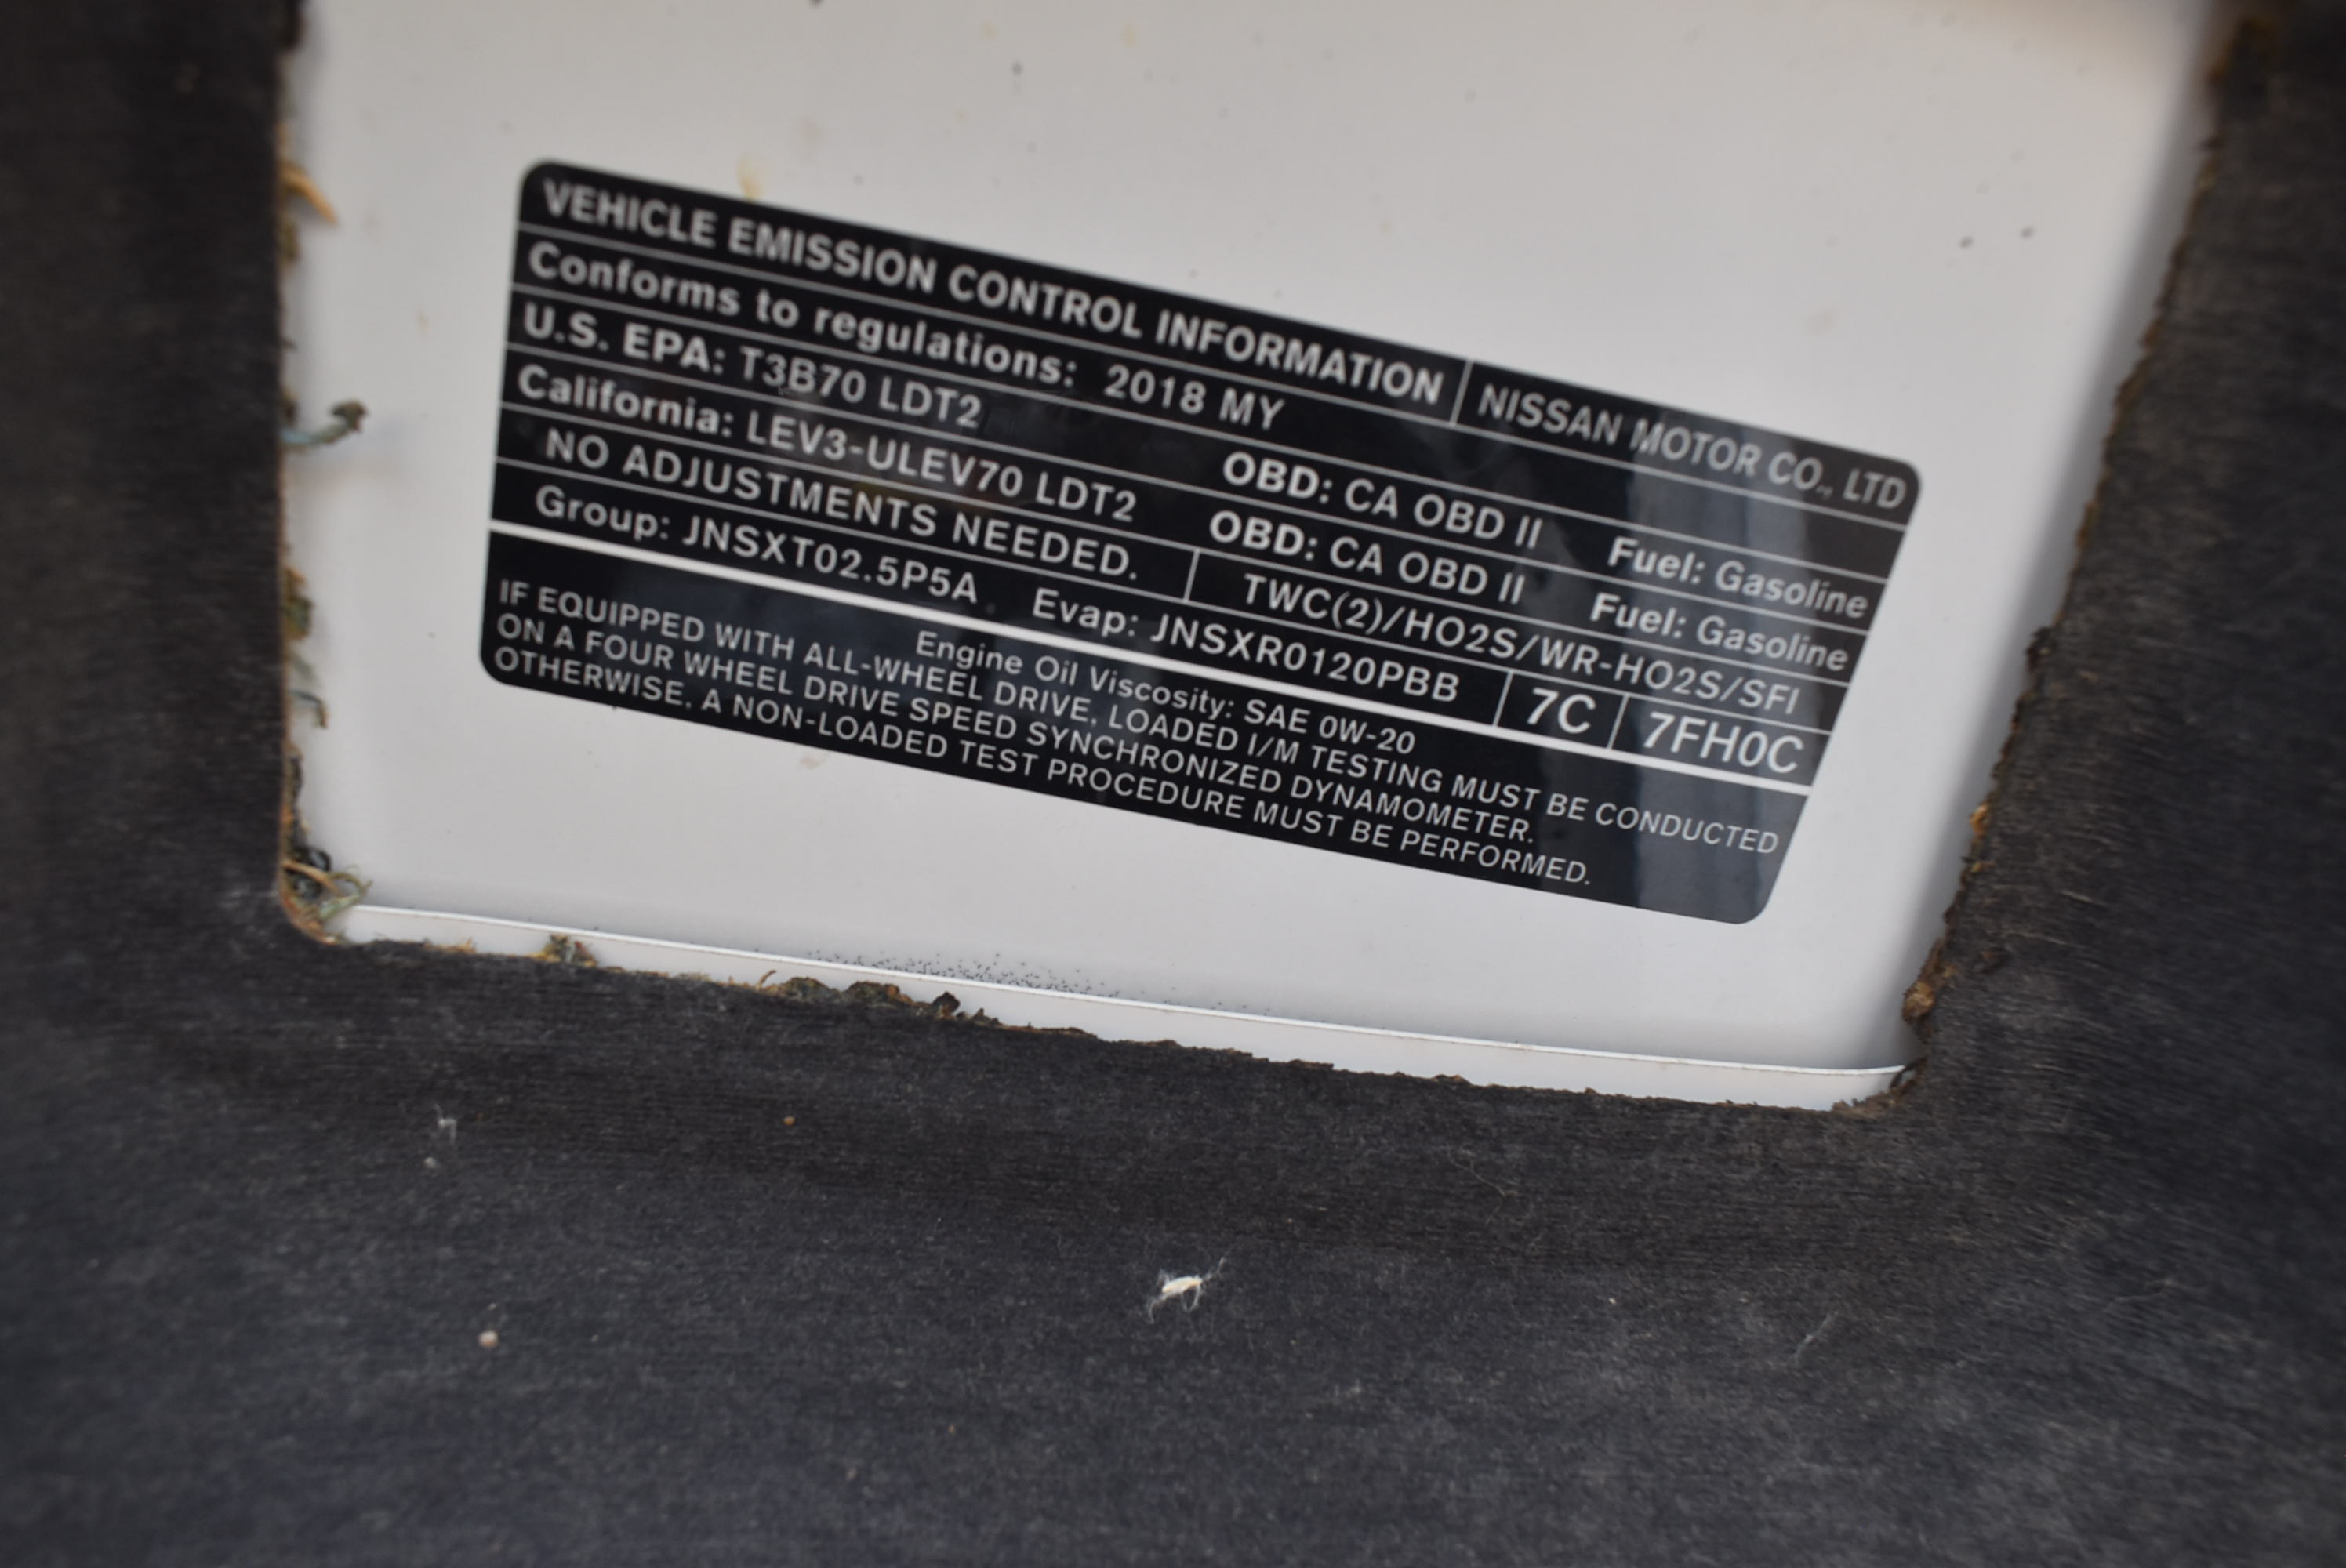 VEHICLE EMISSION CONTROL INFORMATION NISSAN MOTOR CO., LTD
Conforms to regulations: 2018 MY
U.S. EPA: T3B70 LDT2 OBD: CA OBD II Fuel: Gasoline
California: LEV3-ULEV70 LDT2 OBD: CA OBD II Fuel: Gasoline
NO ADJUSTMENTS NEEDED. TWC(2)/HO2S/WR-HO2S/SFI
Group: JNSXT02.5P5A Evap: JNSXR0120PBB 7C 7FH0C
Engine Oil Viscosity: SAE 0W-20
IF EQUIPPED WITH ALL-WHEEL DRIVE, LOADED I/M TESTING MUST BE CONDUCTED
ON A FOUR WHEEL DRIVE SPEED SYNCHRONIZED DYNAMOMETER.
OTHERWISE, A NON-LOADED TEST PROCEDURE MUST BE PERFORMED.